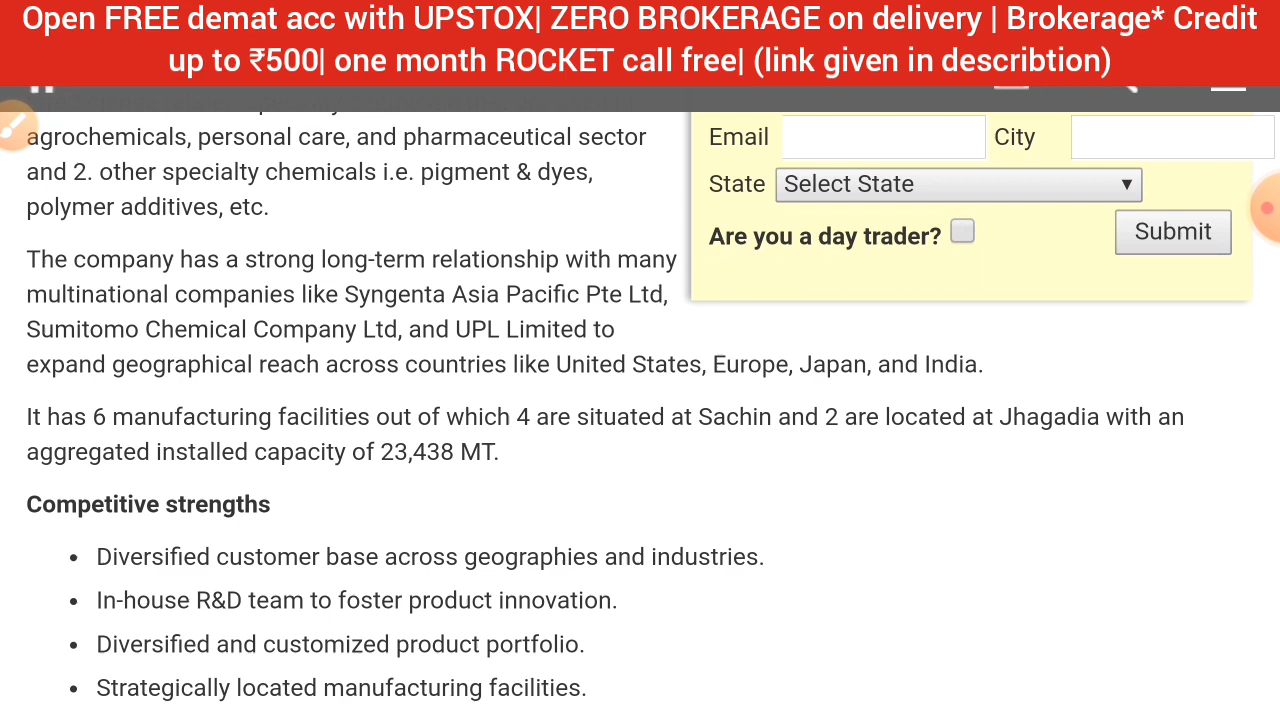 Open FREE demat acc with UPSTOX| ZERO BROKERAGE on delivery | Brokerage* Credit
up to ₹500| one month ROCKET call free| (link given in describtion)
agrochemicals, personal care, and pharmaceutical sector
and 2. other specialty chemicals i.e. pigment & dyes,
polymer additives, etc.
Email
City
State
Select State
Are you a day trader?
Submit
The company has a strong long-term relationship with many
multinational companies like Syngenta Asia Pacific Pte Ltd,
Sumitomo Chemical Company Ltd, and UPL Limited to
expand geographical reach across countries like United States, Europe, Japan, and India.
It has 6 manufacturing facilities out of which 4 are situated at Sachin and 2 are located at Jhagadia with an
aggregated installed capacity of 23,438 MT.
Competitive strengths
• Diversified customer base across geographies and industries.
• In-house R&D team to foster product innovation.
• Diversified and customized product portfolio.
• Strategically located manufacturing facilities.